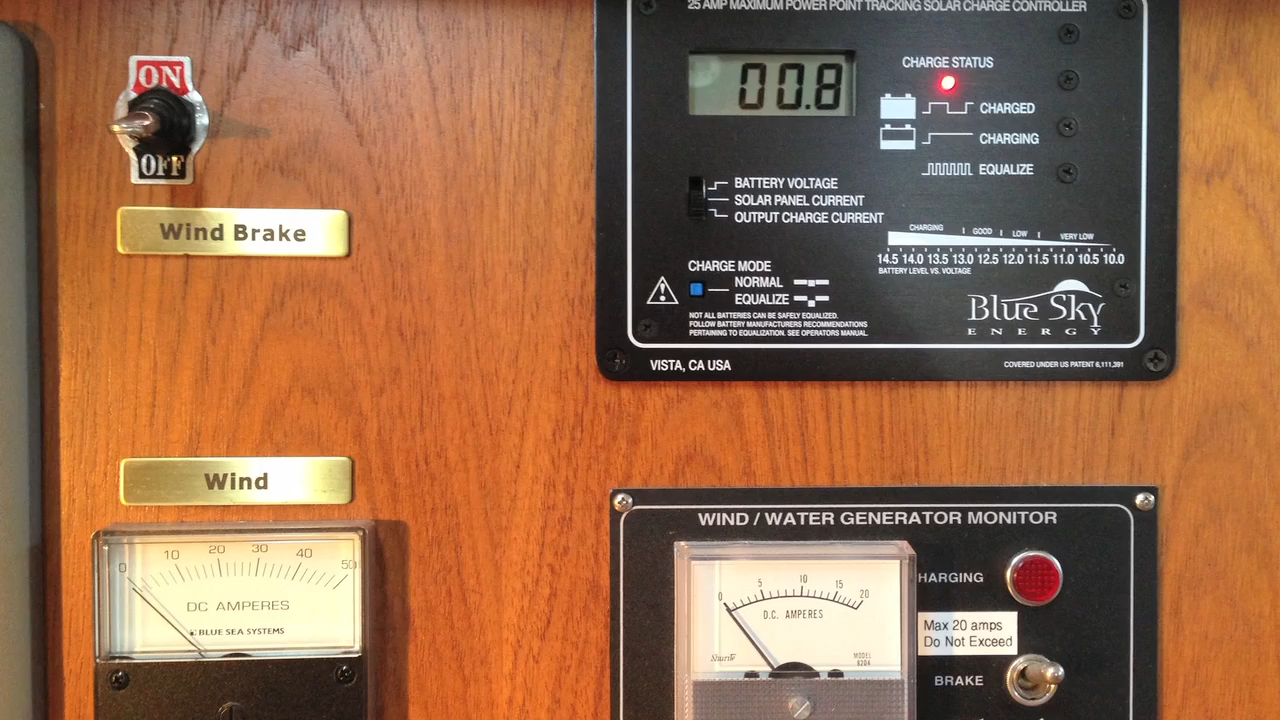 ON
OFF
Wind Brake
Wind
0 10 20 30 40 50
DC AMPERES
BLUE SEA SYSTEMS
25 AMP MAXIMUM POWER POINT TRACKING SOLAR CHARGE CONTROLLER
00.8
CHARGE STATUS
CHARGED
CHARGING
EQUALIZE
BATTERY VOLTAGE
SOLAR PANEL CURRENT
OUTPUT CHARGE CURRENT
CHARGING GOOD LOW VERY LOW
14.5 14.0 13.5 13.0 12.5 12.0 11.5 11.0 10.5 10.0
BATTERY LEVEL VS. VOLTAGE
CHARGE MODE
NORMAL
EQUALIZE
NOT ALL BATTERIES CAN BE SAFELY EQUALIZED.
FOLLOW BATTERY MANUFACTURERS RECOMMENDATIONS
PERTAINING TO EQUALIZATION. SEE OPERATORS MANUAL.
Blue Sky
ENERGY
VISTA, CA USA
COVERED UNDER US PATENT 6,111,391
WIND / WATER GENERATOR MONITOR
0 5 10 15 20
D.C. AMPERES
Shurite
MODEL
8204
HARGING
Max 20 amps
Do Not Exceed
BRAKE